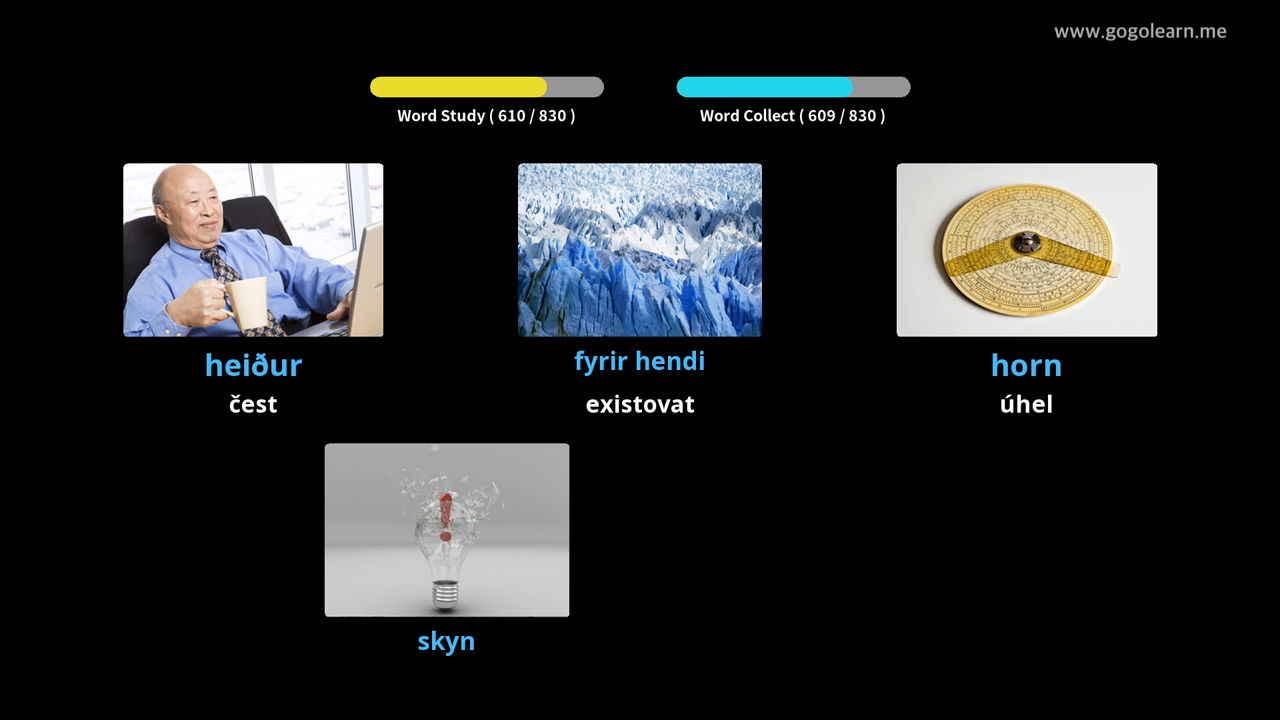 www.gogolearn.me
Word Study ( 610 / 830 )
Word Collect ( 609 / 830 )
heiður
fyrir hendi
horn
čest
existovat
úhel
skyn